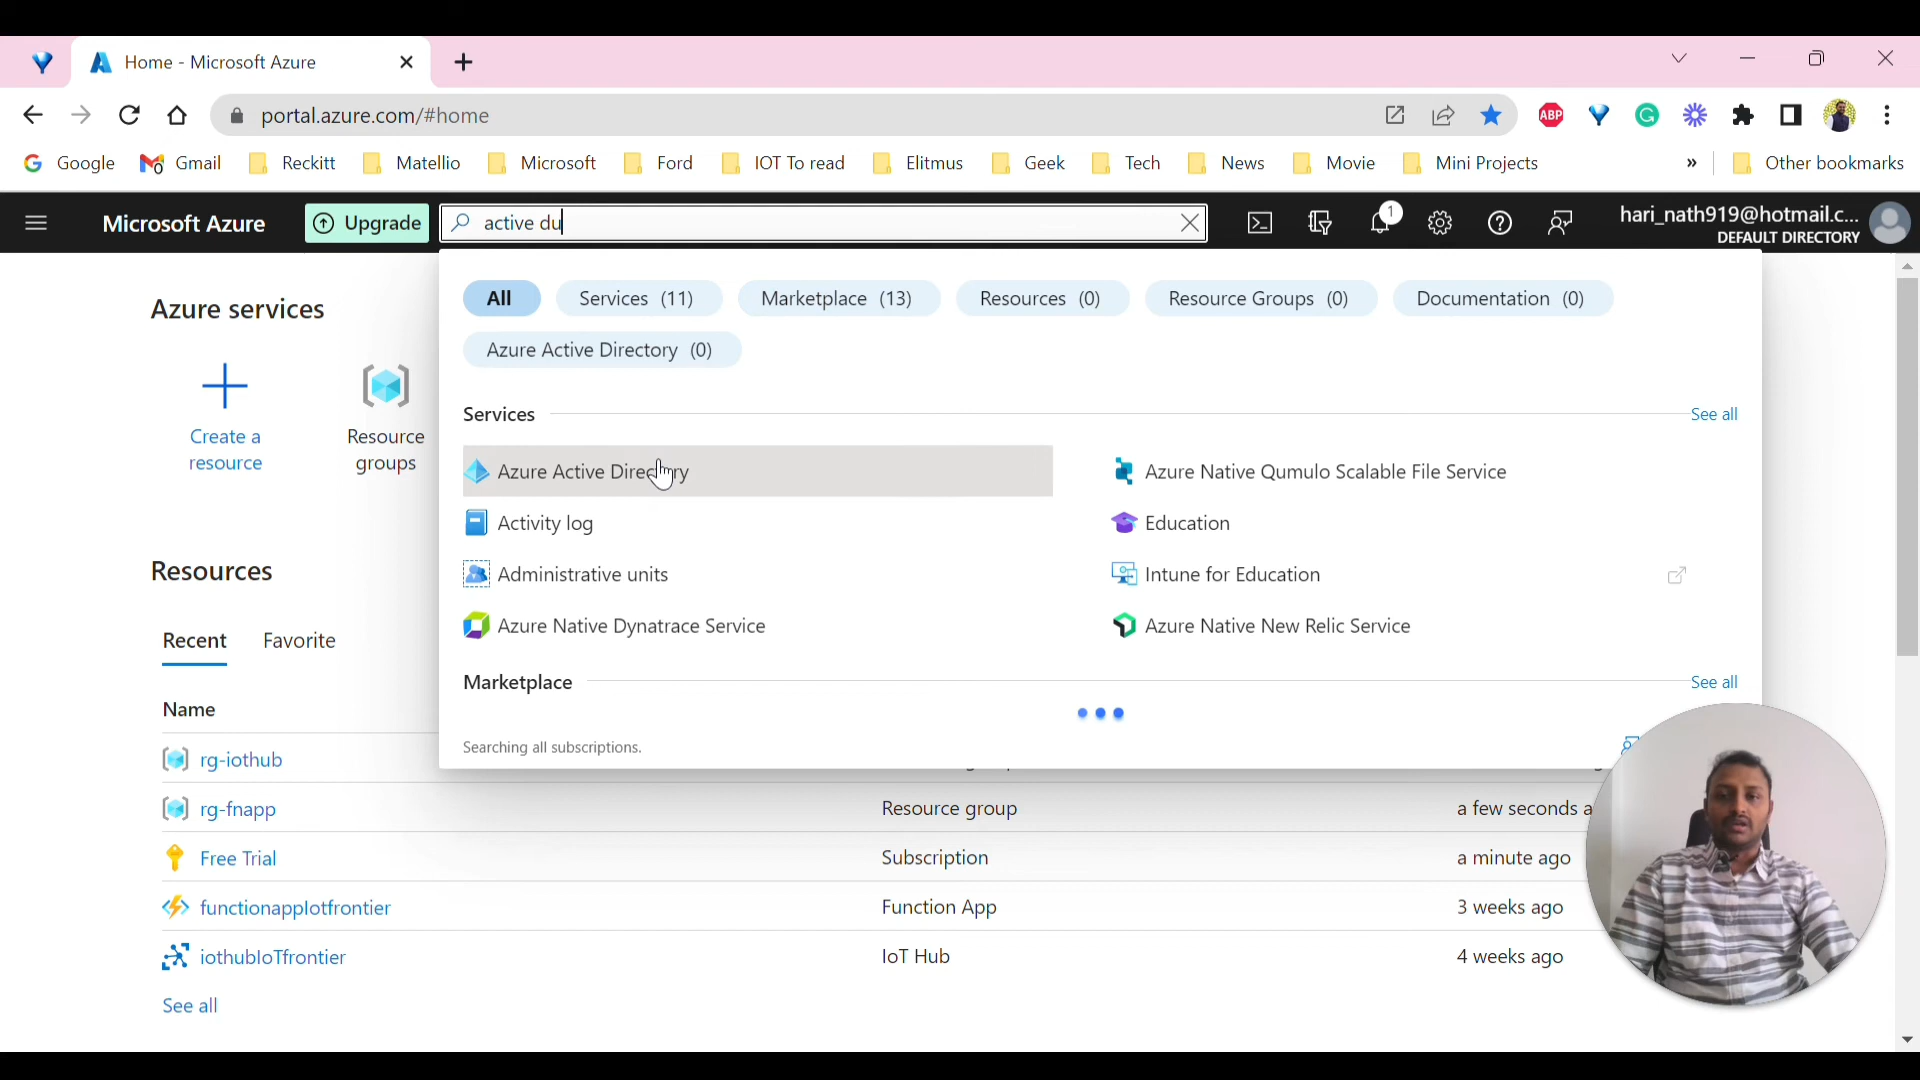 Home - Microsoft Azure
portal.azure.com/#home
ABP
Google Gmail Reckitt Matellio Microsoft Ford IOT To read Elitmus Geek Tech News Movie Mini Projects » Other bookmarks
Microsoft Azure Upgrade active du 1 hari_nath919@hotmail.c...
DEFAULT DIRECTORY
All Services (11) Marketplace (13) Resources (0) Resource Groups (0) Documentation (0)
Azure Active Directory (0)
Azure services
Services See all
Create a resource
Resource groups
Azure Active Directory Azure Native Qumulo Scalable File Service
Activity log Education
Administrative units Intune for Education
Azure Native Dynatrace Service Azure Native New Relic Service
Marketplace See all
Searching all subscriptions.
Resources
Recent Favorite
Name
rg-iothub
rg-fnapp Resource group a few seconds a
Free Trial Subscription a minute ago
functionappIotfrontier Function App 3 weeks ago
iothubIoTfrontier IoT Hub 4 weeks ago
See all